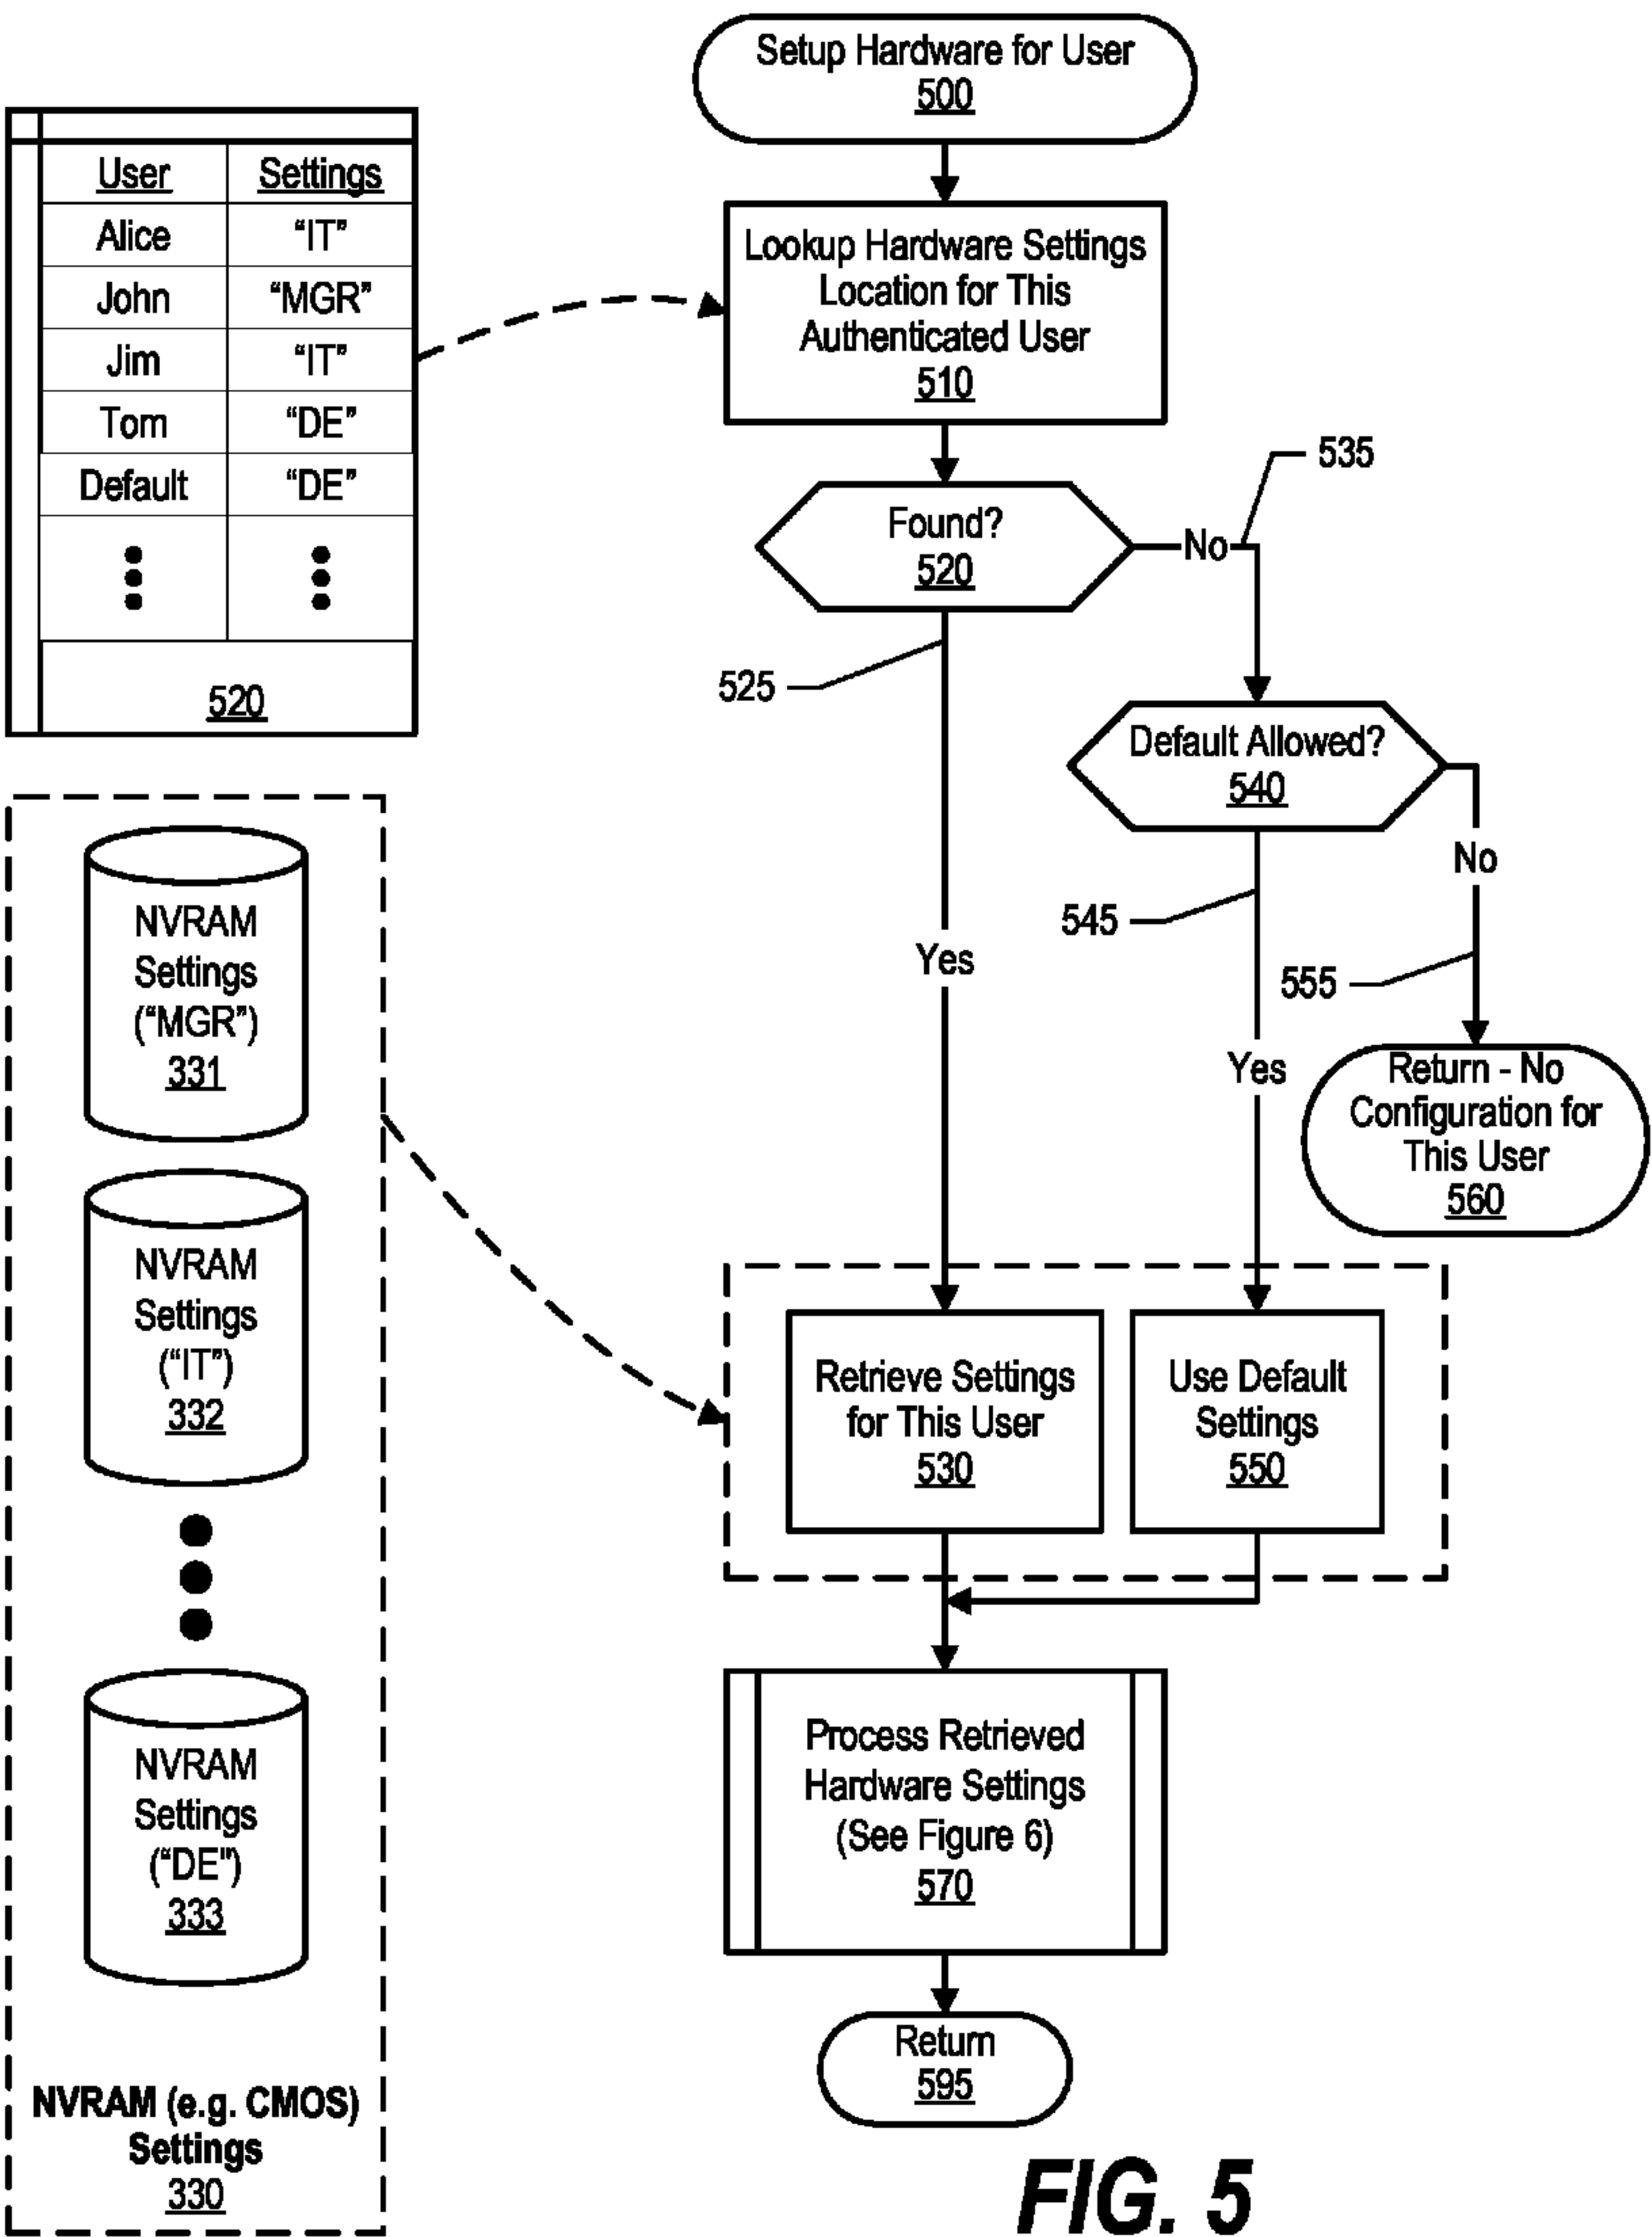 Setup Hardware for User
500
User Settings
Alice “IT”
John “MGR”
Jim “IT”
Tom “DE”
Default “DE”
520
Lookup Hardware Settings
Location for This
Authenticated User
510
535
Found?
520
No
525
Default Allowed?
540
No
545
555
Yes
Yes
Return - No
Configuration for
This User
560
NVRAM
Settings
(“MGR”)
331
NVRAM
Settings
(“IT”)
332
NVRAM
Settings
(“DE")
333
NVRAM (e.g. CMOS)
Settings
330
Retrieve Settings
for This User
530
Use Default
Settings
550
Process Retrieved
Hardware Settings
(See Figure 6)
570
Return
595
FIG. 5